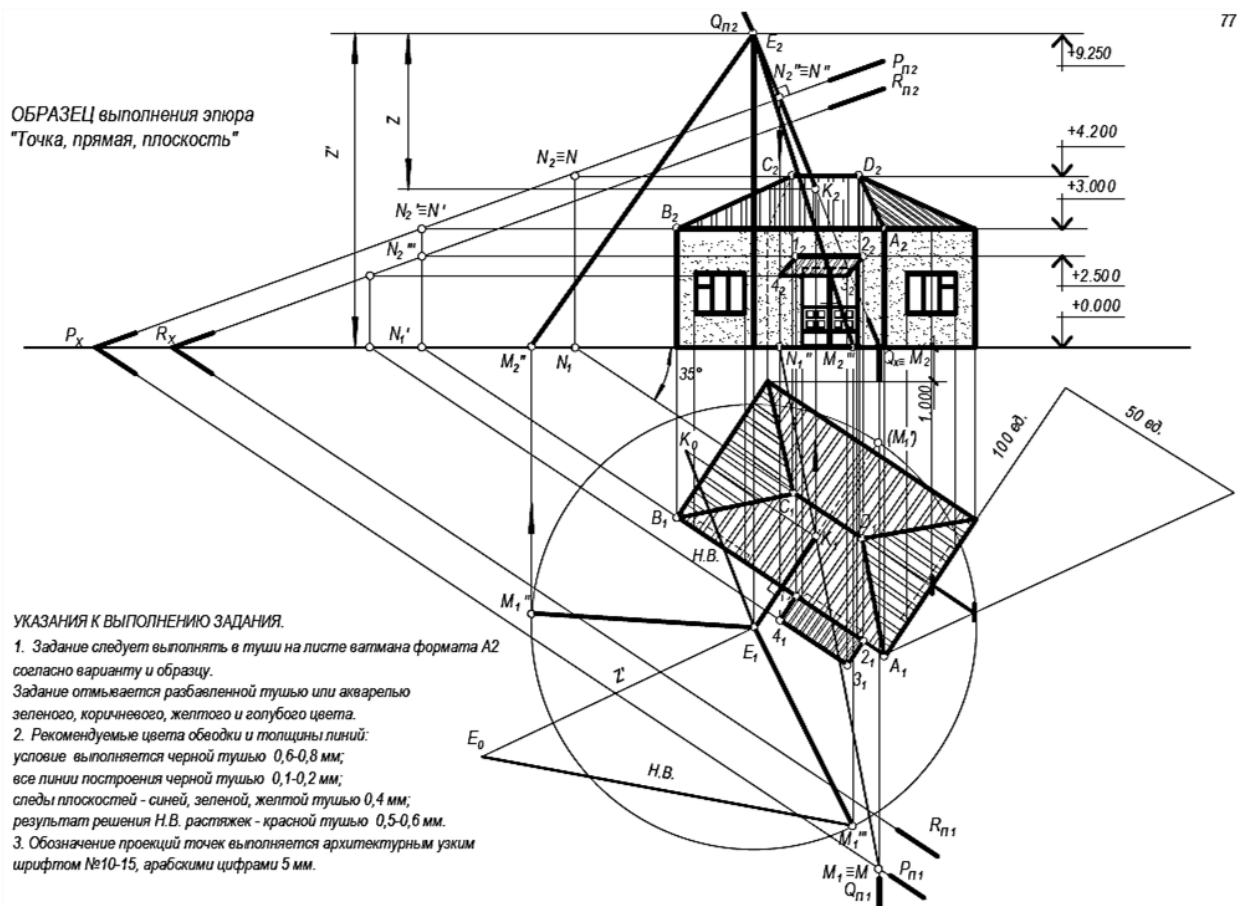 77
Qп2
E2
+9.250
N2''≡N''
Pп2
Rп2
ОБРАЗЕЦ выполнения эпюра
"Точка, прямая, плоскость"
Z'
Z
+4.200
N2≡N
C2
D2
K2
+3.000
N2'≡N'
B2
A2
N2'''
12
22
42
32
+2.500
+0.000
PX
RX
N1'
M2''
N1
N1''
M2'''
Qx≡ M2
35°
1.000
50 ед.
100 ед.
K0
(M1')
C1
B1
Н.В.
K1
M1''
E1
41
31
21
A1
УКАЗАНИЯ К ВЫПОЛНЕНИЮ ЗАДАНИЯ.
1. Задание следует выполнять в туши на листе ватмана формата А2
согласно варианту и образцу.
Задание отмывается разбавленной тушью или акварелью
зеленого, коричневого, желтого и голубого цвета.
2. Рекомендуемые цвета обводки и толщины линий:
условие выполняется черной тушью 0,6-0,8 мм;
все линии построения черной тушью 0,1-0,2 мм;
следы плоскостей - синей, зеленой, желтой тушью 0,4 мм;
результат решения Н.В. растяжек - красной тушью 0,5-0,6 мм.
3. Обозначение проекций точек выполняется архитектурным узким
шрифтом №10-15, арабскими цифрами 5 мм.
Z'
E0
Н.В.
M1'''
Rп1
M1≡M
Pп1
Qп1